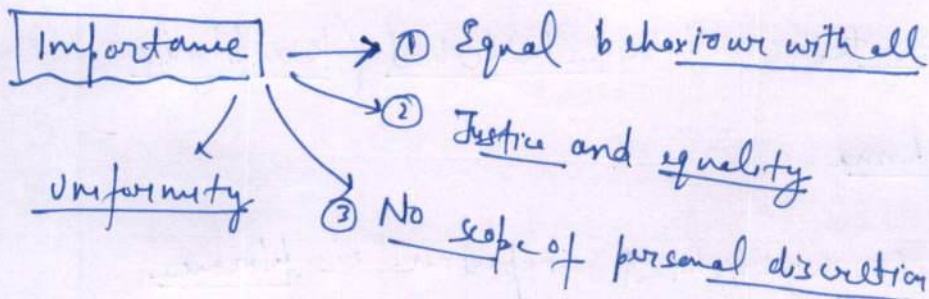 Importance
① Equal behaviour with all
② Justice and equality
uniformity
③ No scope of personal discretion